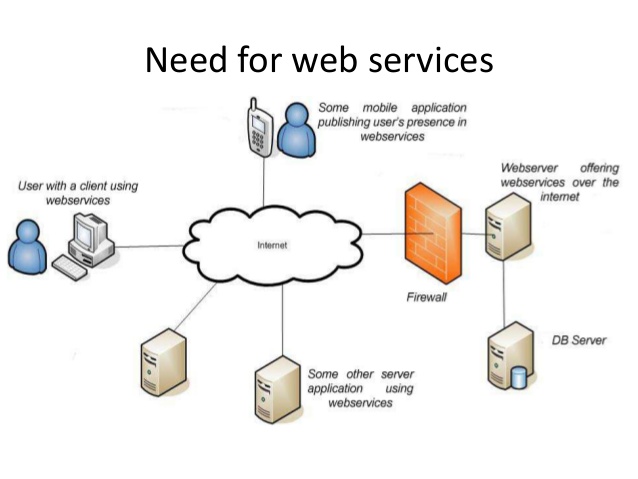 Need for web services
Some mobile application
publishing user's presence in
webservices
Webserver offering
webservices over the
internet
User with a client using
webservices
Internet
Firewall
DB Server
Some other server
application using
webservices